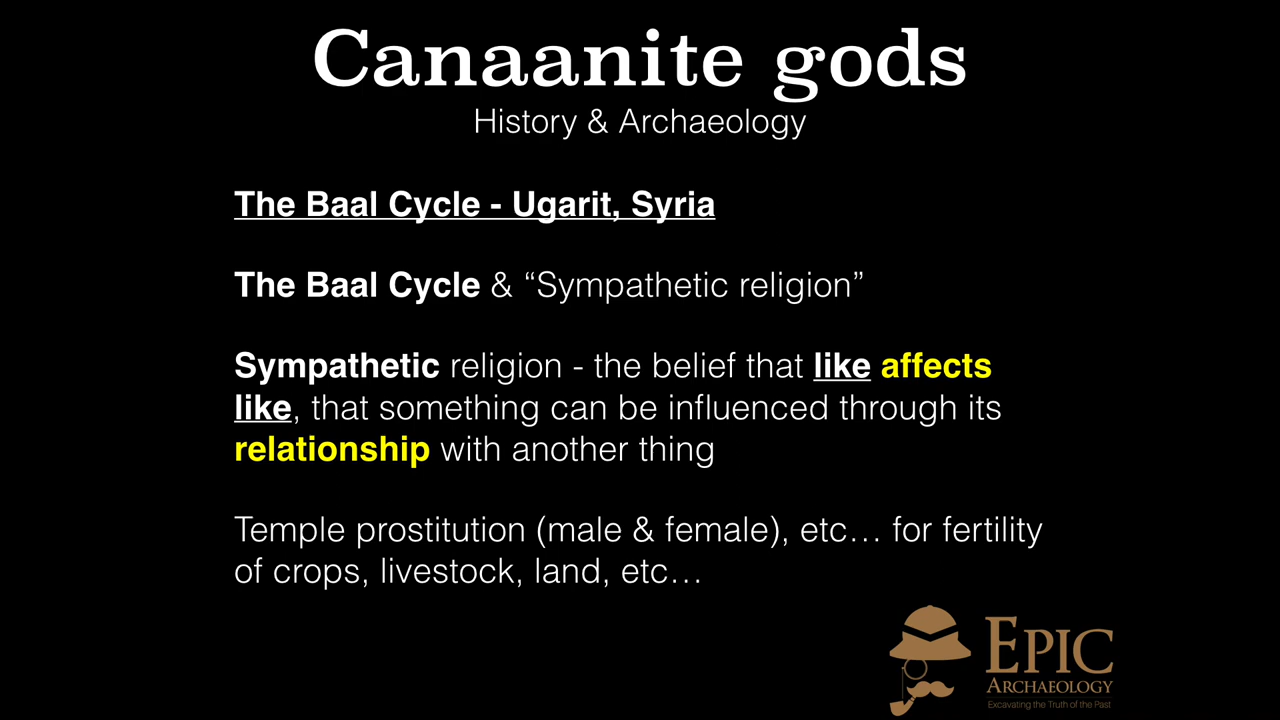 Canaanite gods
History & Archaeology
The Baal Cycle - Ugarit, Syria
The Baal Cycle & “Sympathetic religion”
Sympathetic religion - the belief that like affects
like, that something can be influenced through its
relationship with another thing
Temple prostitution (male & female), etc… for fertility
of crops, livestock, land, etc…
EPIC
ARCHAEOLOGY
Excavating the Truth of the Past